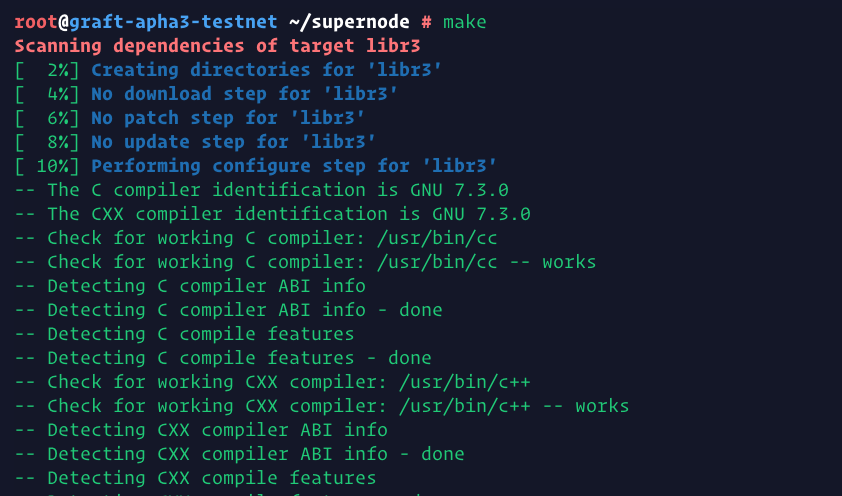 root@graft-apha3-testnet ~/supernode # make
Scanning dependencies of target libr3
[  2%] Creating directories for 'libr3'
[  4%] No download step for 'libr3'
[  6%] No patch step for 'libr3'
[  8%] No update step for 'libr3'
[ 10%] Performing configure step for 'libr3'
-- The C compiler identification is GNU 7.3.0
-- The CXX compiler identification is GNU 7.3.0
-- Check for working C compiler: /usr/bin/cc
-- Check for working C compiler: /usr/bin/cc -- works
-- Detecting C compiler ABI info
-- Detecting C compiler ABI info - done
-- Detecting C compile features
-- Detecting C compile features - done
-- Check for working CXX compiler: /usr/bin/c++
-- Check for working CXX compiler: /usr/bin/c++ -- works
-- Detecting CXX compiler ABI info
-- Detecting CXX compiler ABI info - done
-- Detecting CXX compile features